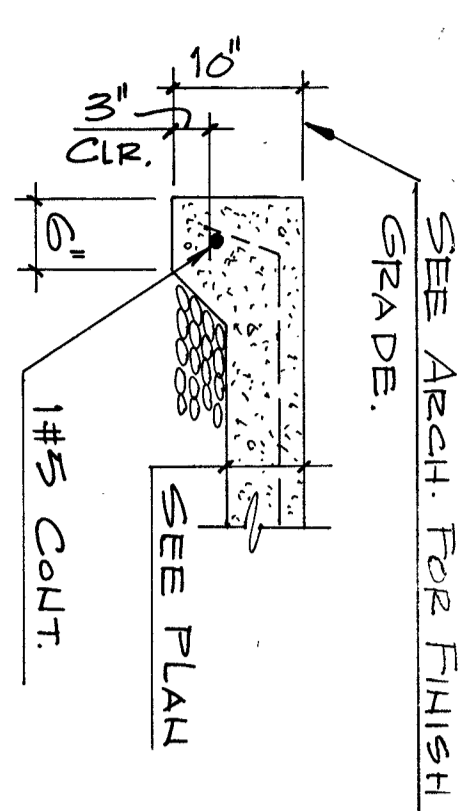 10"
3"
CLR.
6"
SEE ARCH. FOR FINISH
GRADE.
SEE PLAN
1#5 CONT.